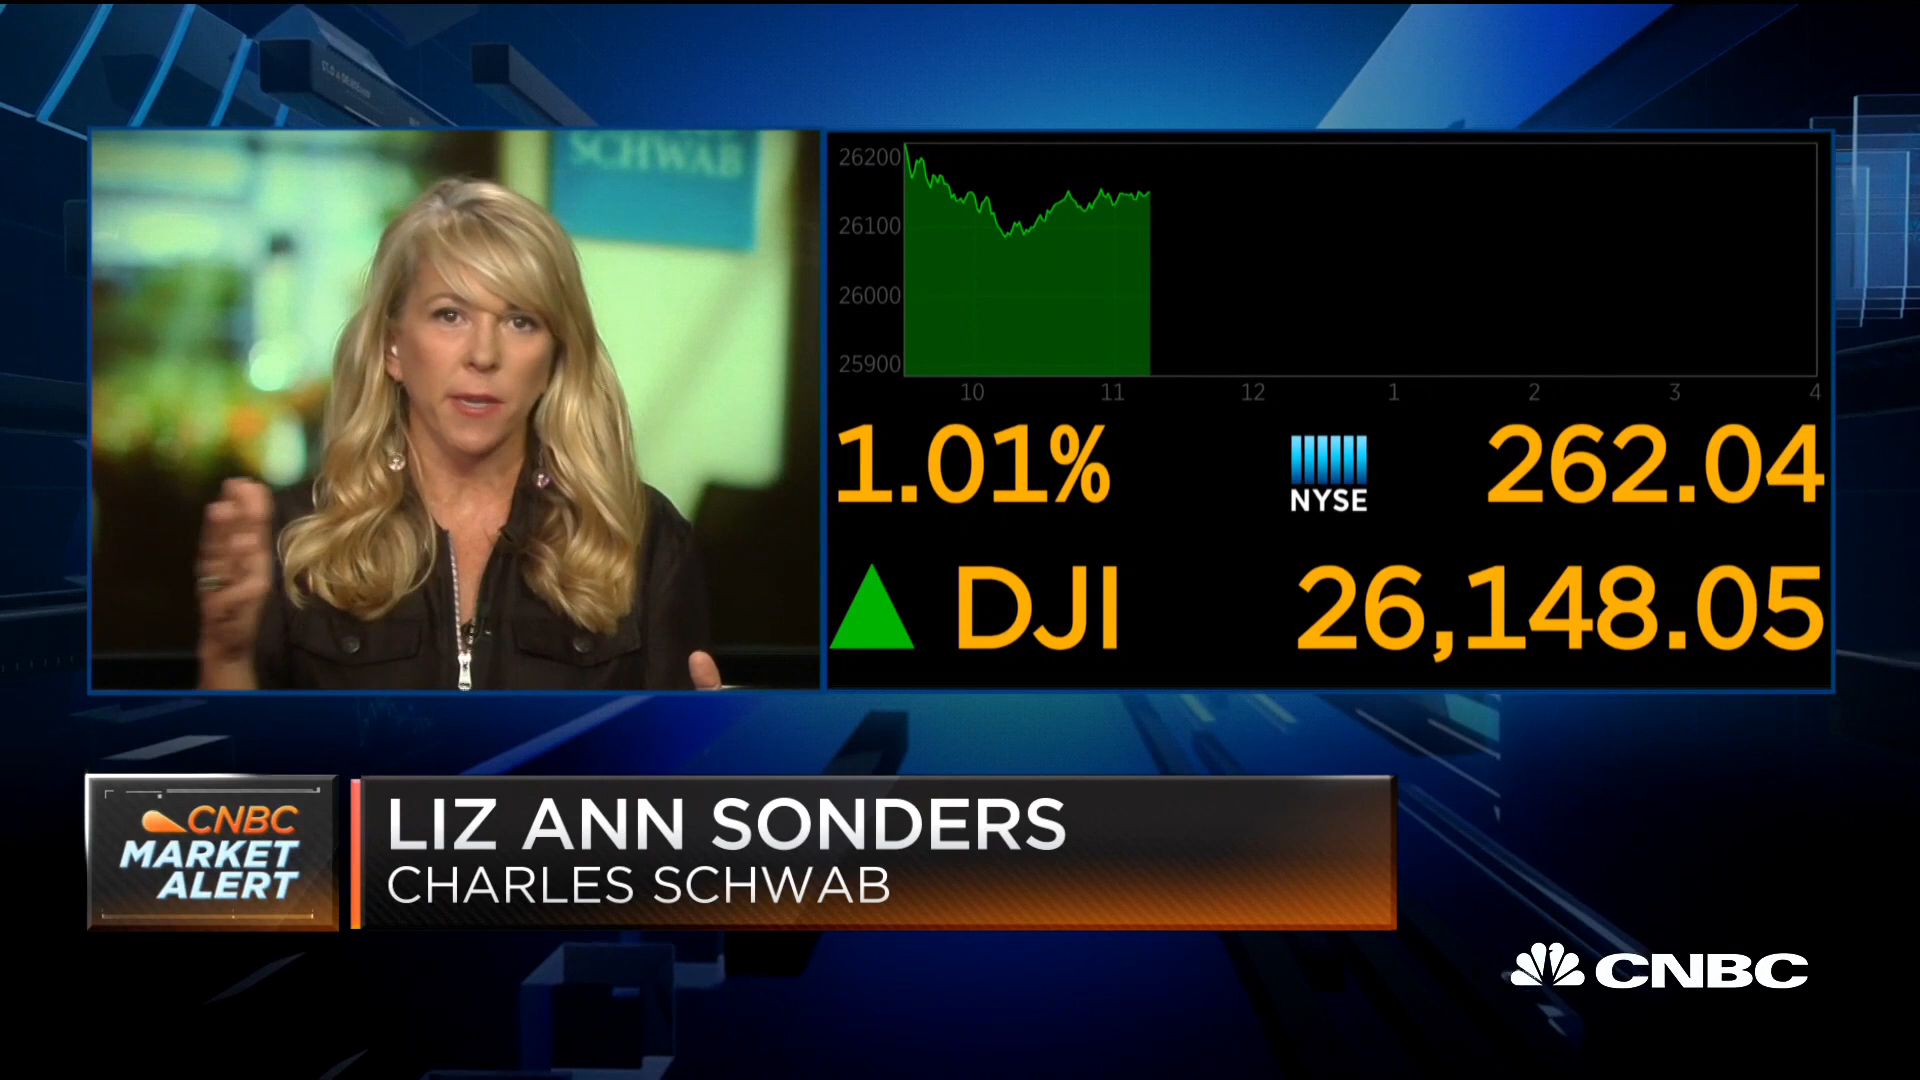 SCHWAB
26200
26100
26000
25900
10 11 12 1 2 3 4
1.01% NYSE 262.04
DJI 26,148.05
CNBC
MARKET
ALERT
LIZ ANN SONDERS
CHARLES SCHWAB
CNBC